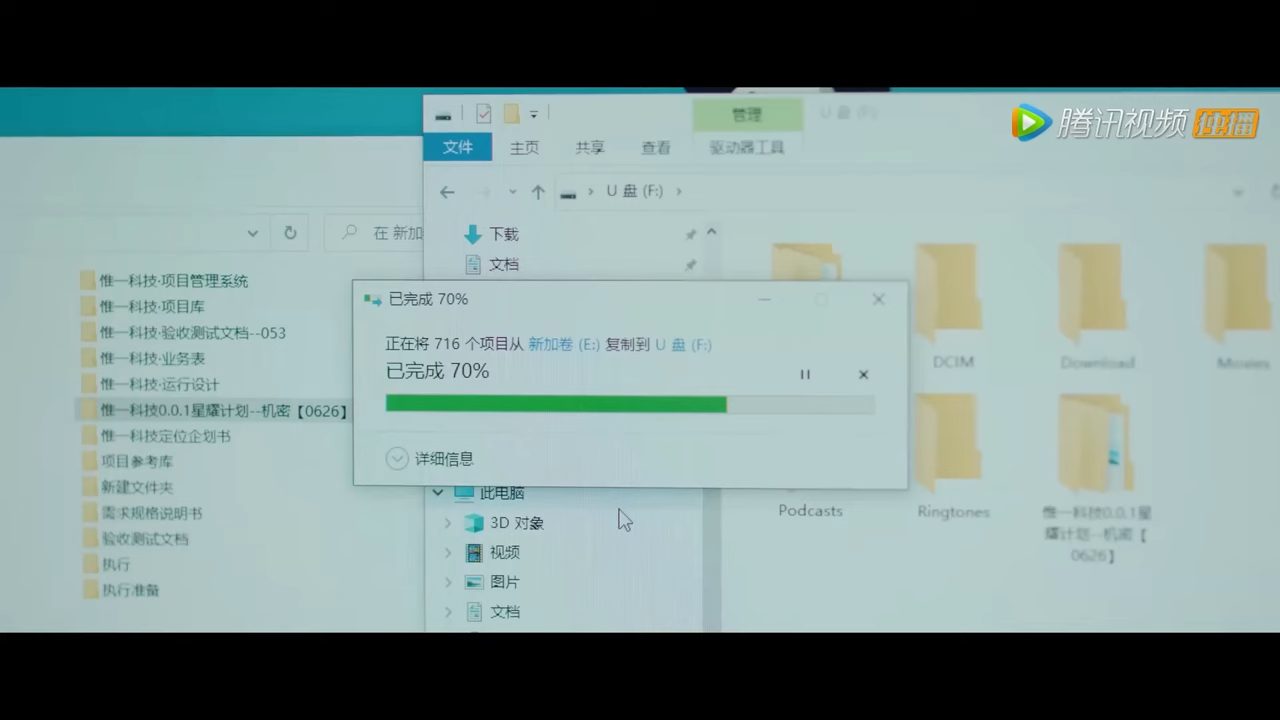 腾讯视频 独播
管理
U 盘 (F:)
文件
主页
共享
查看
驱动器工具
U 盘 (F:)
在 新加
下载
文档
惟一科技·项目管理系统
惟一科技·项目库
惟一科技·验收测试文档--053
惟一科技·业务表
惟一科技·运行设计
惟一科技0.0.1星耀计划--机密【0626】
惟一科技定位企划书
项目参考库
新建文件夹
需求规格说明书
验收测试文档
执行
执行准备
已完成 70%
正在将 716 个项目从 新加卷 (E:) 复制到 U 盘 (F:)
已完成 70%
详细信息
此电脑
3D 对象
视频
图片
文档
DCIM
Download
Movies
Podcasts
Ringtones
惟一科技0.0.1星
耀计划--机密【
0626】